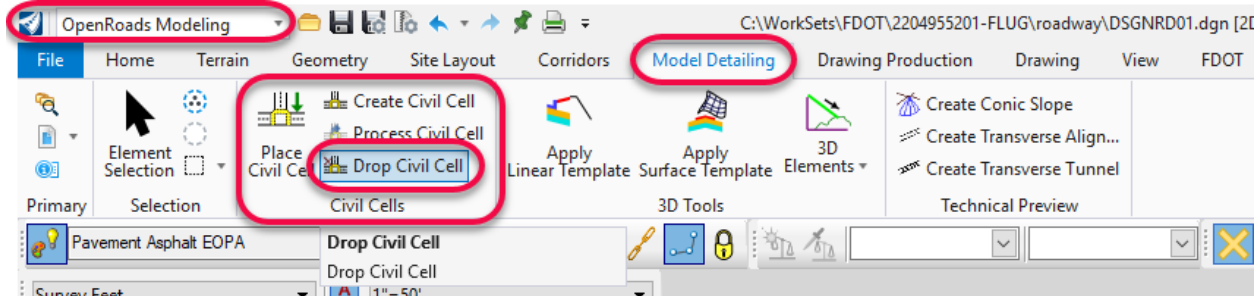 OpenRoads Modeling
C:\WorkSets\FDOT\2204955201-FLUG\roadway\DSGNRD01.dgn [2D
File Home Terrain Geometry Site Layout Corridors Model Detailing Drawing Production Drawing View FDOT
Element Selection
Place Civil Cell
Create Civil Cell
Process Civil Cell
Drop Civil Cell
Apply Linear Template
Apply Surface Template
3D Elements
Create Conic Slope
Create Transverse Align...
Create Transverse Tunnel
Primary Selection Civil Cells 3D Tools Technical Preview
Pavement Asphalt EOPA
Drop Civil Cell
Drop Civil Cell
Survey Feet A 1"=50'